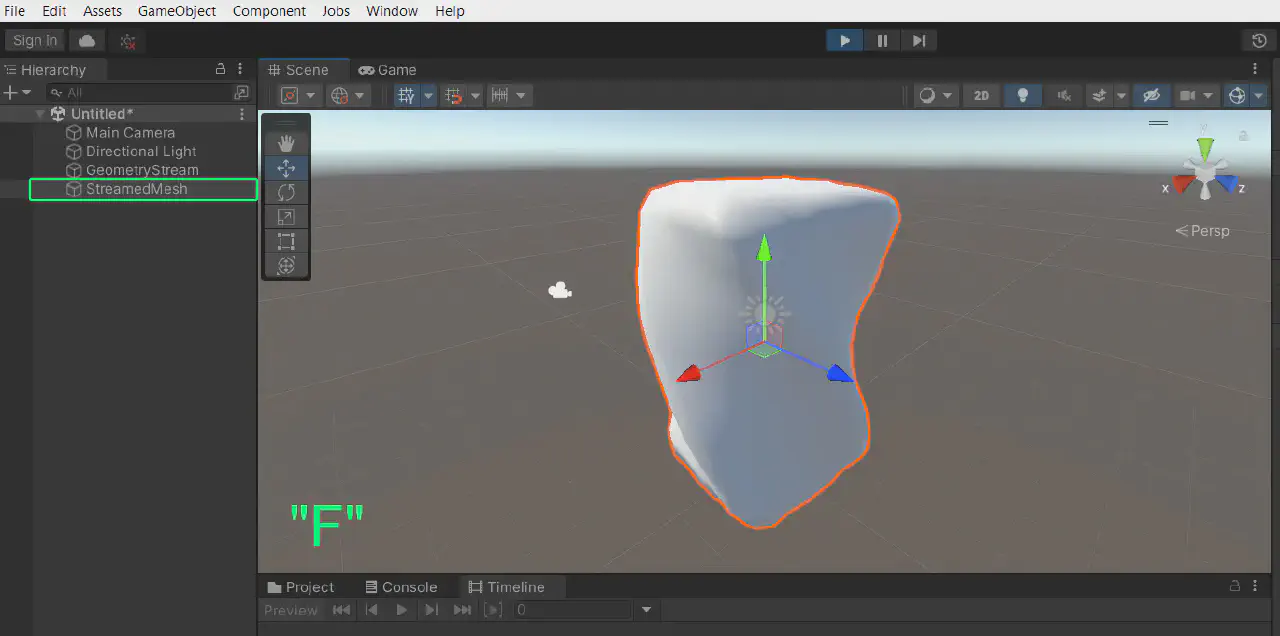 File Edit Assets GameObject Component Jobs Window Help
Sign In
Hierarchy
Scene Game
All
2D
Untitled*
Main Camera
Directional Light
GeometryStream
StreamedMesh
y
x
z
Persp
"F"
Project Console Timeline
Preview 0